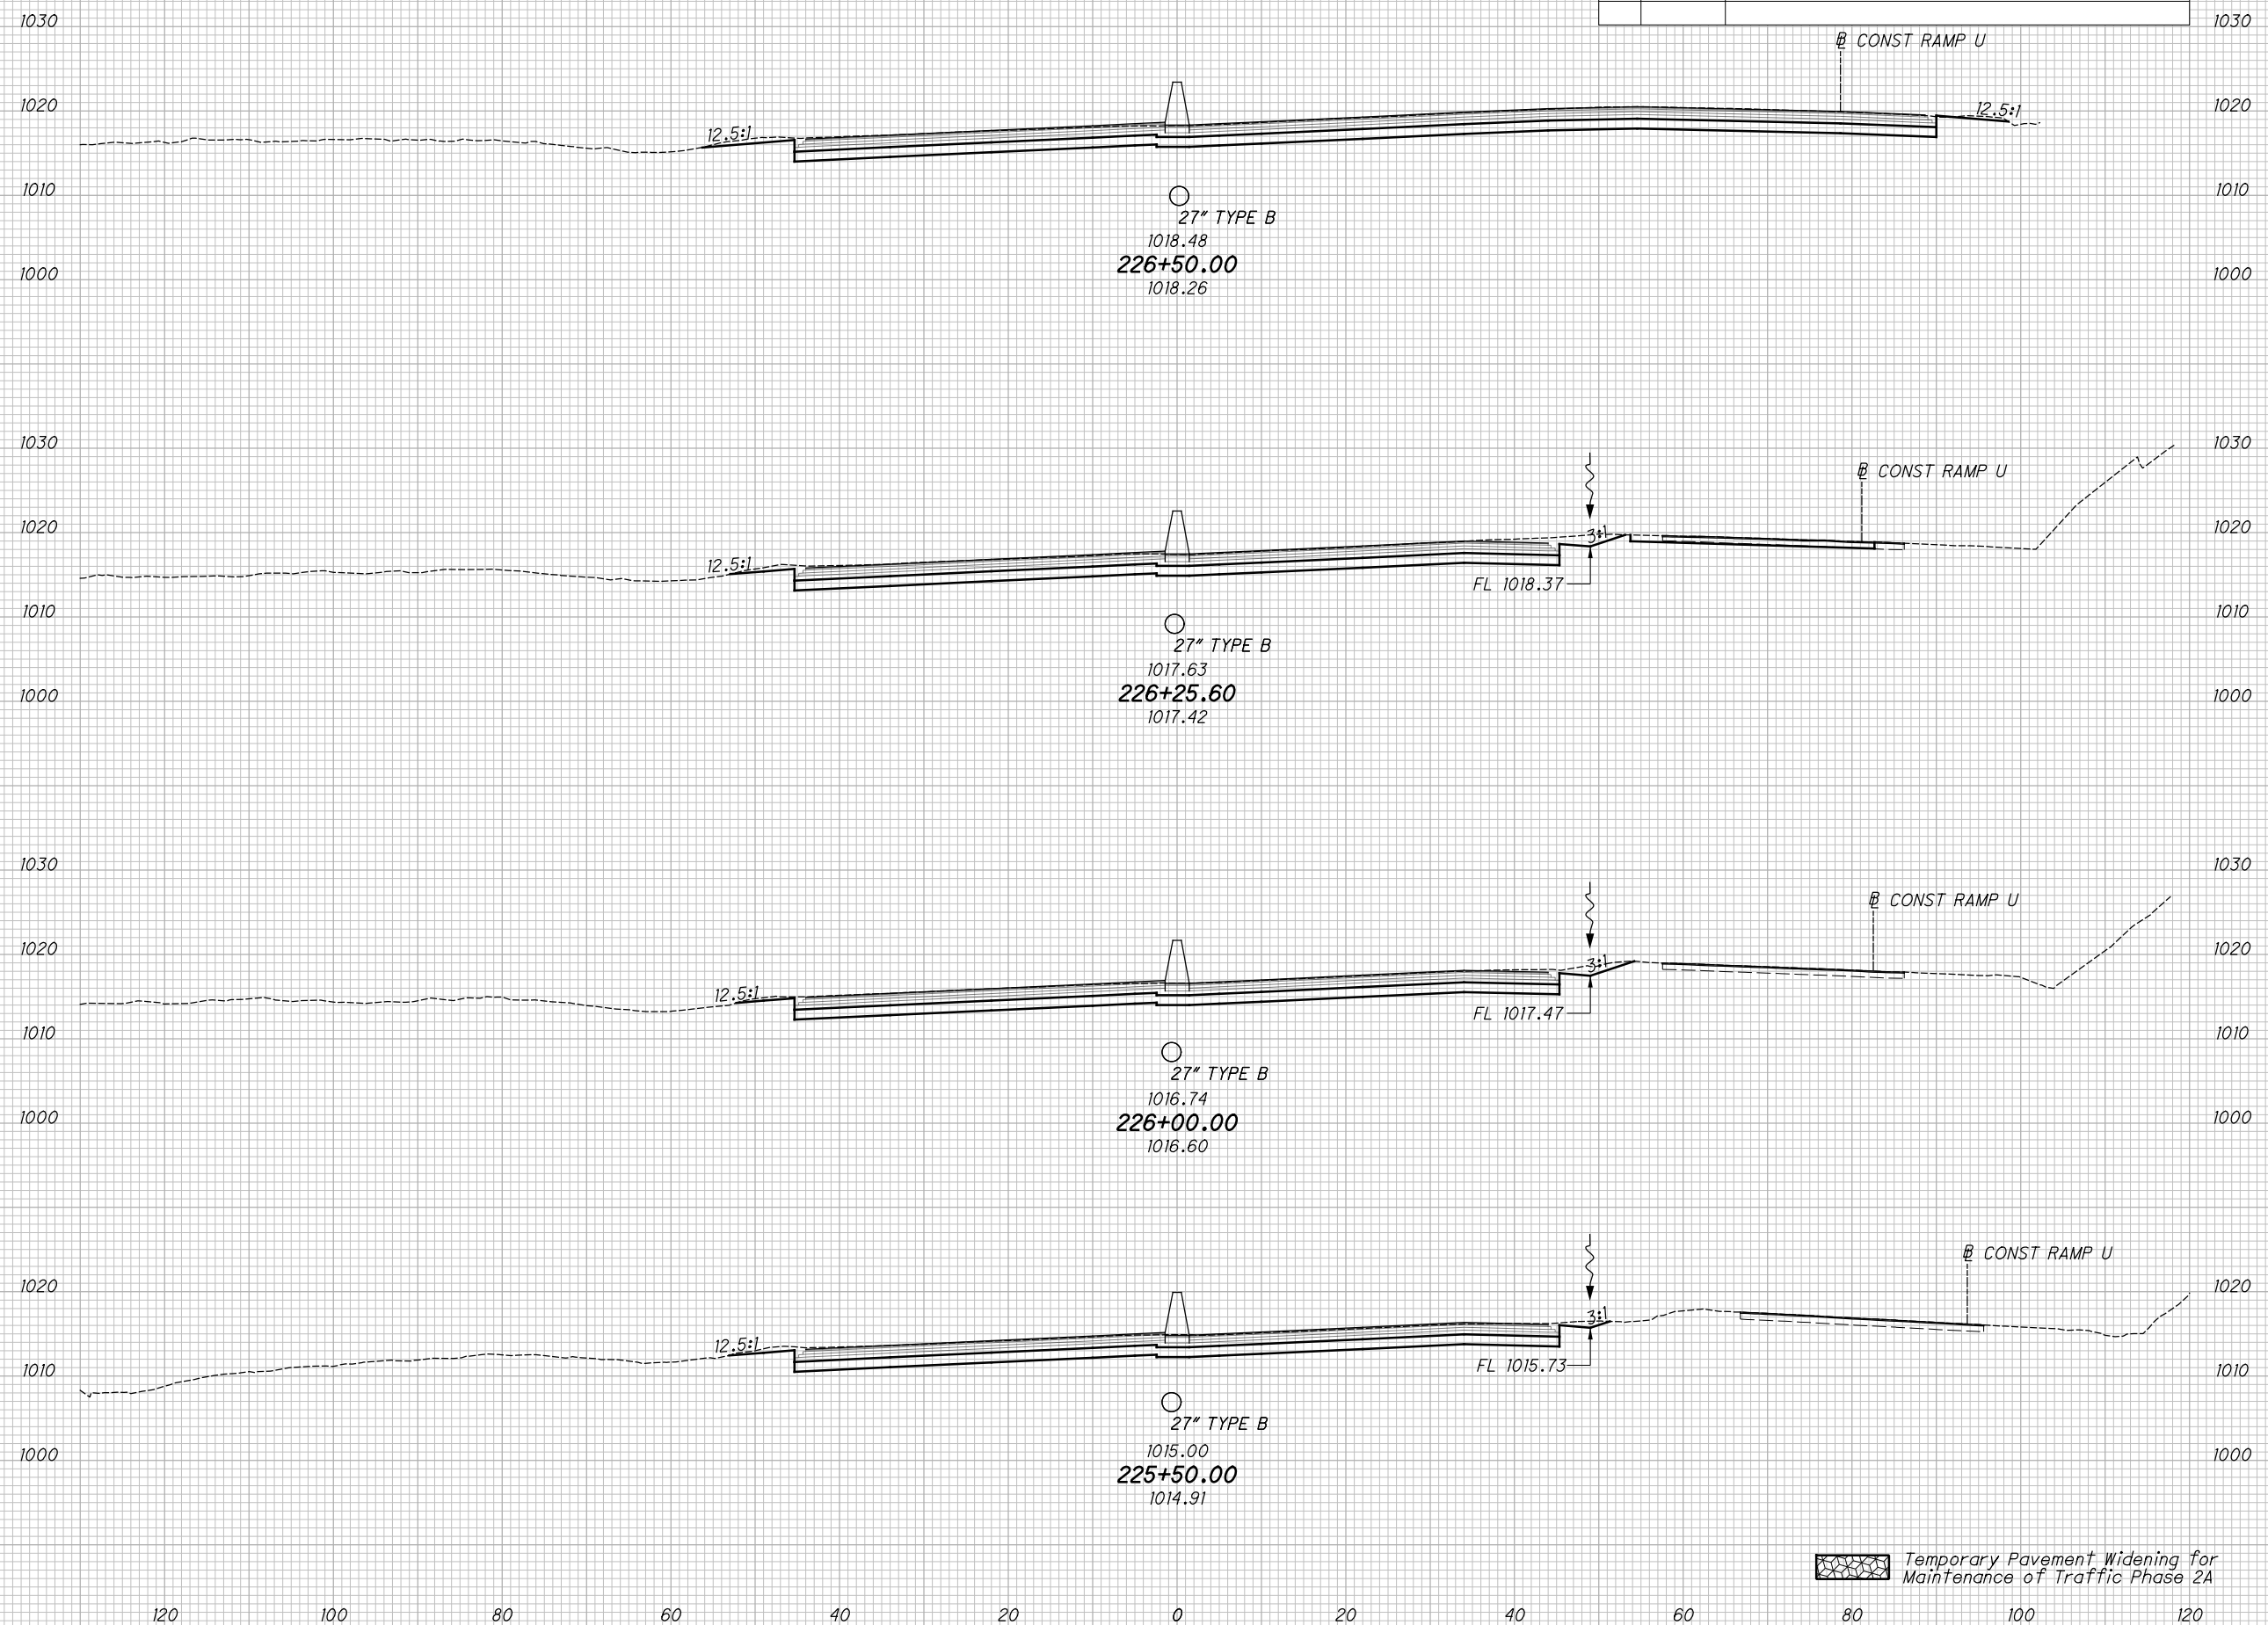 1030 1030
℄ CONST RAMP U
1020 12.5:1 12.5:1 1020
1010 1010
27" TYPE B
1018.48
226+50.00
1000 1000
1018.26
1030 1030
℄ CONST RAMP U
1020 3:1 1020
12.5:1
FL 1018.37
1010 1010
27" TYPE B
1017.63
226+25.60
1000 1000
1017.42
1030 1030
℄ CONST RAMP U
1020 1020
3:1
12.5:1
FL 1017.47
1010 1010
27" TYPE B
1016.74
1000 1000
226+00.00
1016.60
℄ CONST RAMP U
1020 1020
3:1
12.5:1
FL 1015.73
1010 1010
27" TYPE B
1015.00
1000 1000
225+50.00
1014.91
Temporary Pavement Widening for
Maintenance of Traffic Phase 2A
120 100 80 60 40 20 0 20 40 60 80 100 120